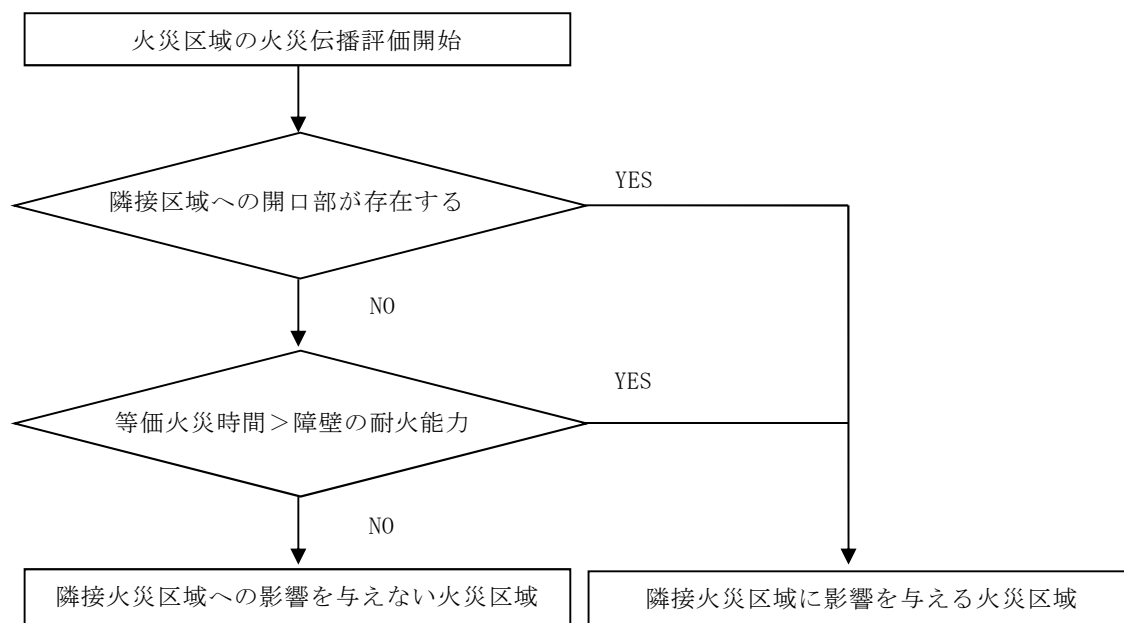 火災区域の火災伝播評価開始
隣接区域への開口部が存在する
YES
NO
等価火災時間＞障壁の耐火能力
YES
NO
隣接火災区域への影響を与えない火災区域
隣接火災区域に影響を与える火災区域